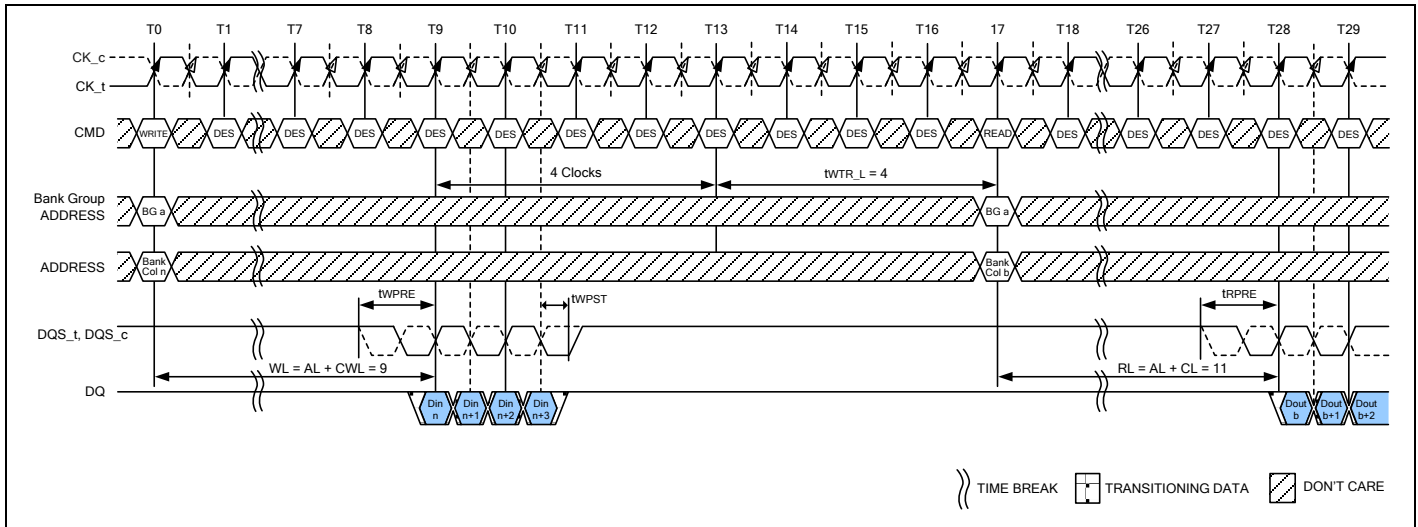 T0 T1 T7 T8 T9 T10 T11 T12 T13 T14 T15 T16 T7 T18 T26 T27 T28 T29
CK_c
CK_t
CMD WRITE DES DES DES DES DES DES DES DES DES DES DES READ DES DES DES DES DES
4 Clocks tWTR_L = 4
Bank Group
ADDRESS BG a BG a
ADDRESS Bank
Col n Bank
Col b
tWPRE tWPST tRPRE
DQS_t, DQS_c
WL = AL + CWL = 9 RL = AL + CL = 11
DQ Din
n Din
n+1 Din
n+2 Din
n+3 Dout
b Dout
b+1 Dout
b+2
TIME BREAK TRANSITIONING DATA DON'T CARE